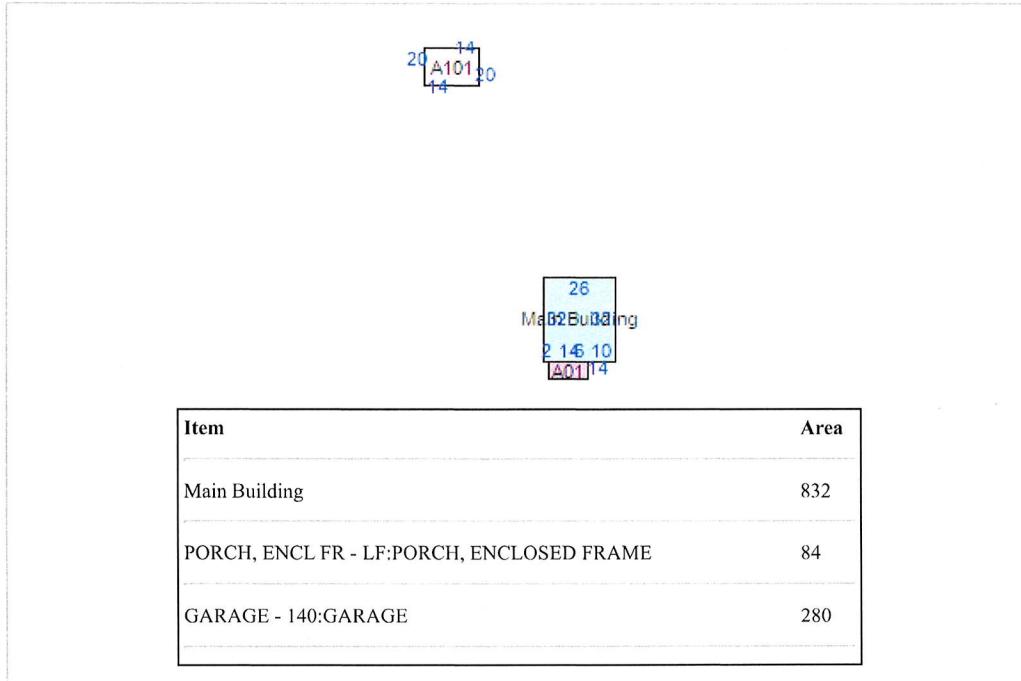 14
20 A101 20
14
26
Main Building
32 32
2 14 6 10
A01 14
Item Area
Main Building 832
PORCH, ENCL FR - LF:PORCH, ENCLOSED FRAME 84
GARAGE - 140:GARAGE 280